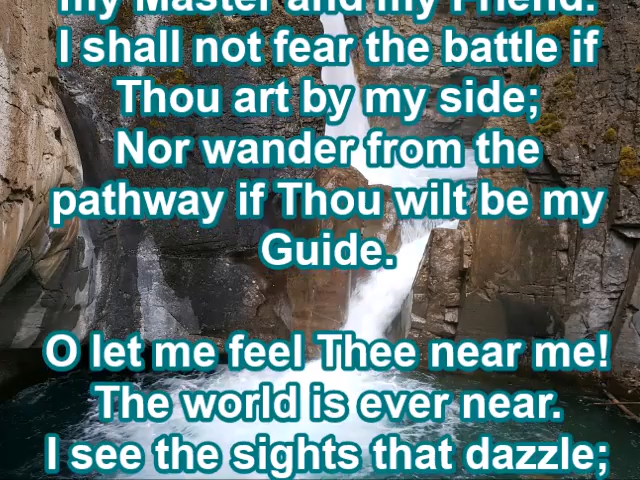 my Master and my Friend.
I shall not fear the battle if
Thou art by my side;
Nor wander from the
pathway if Thou wilt be my
Guide.
O let me feel Thee near me!
The world is ever near.
I see the sights that dazzle;